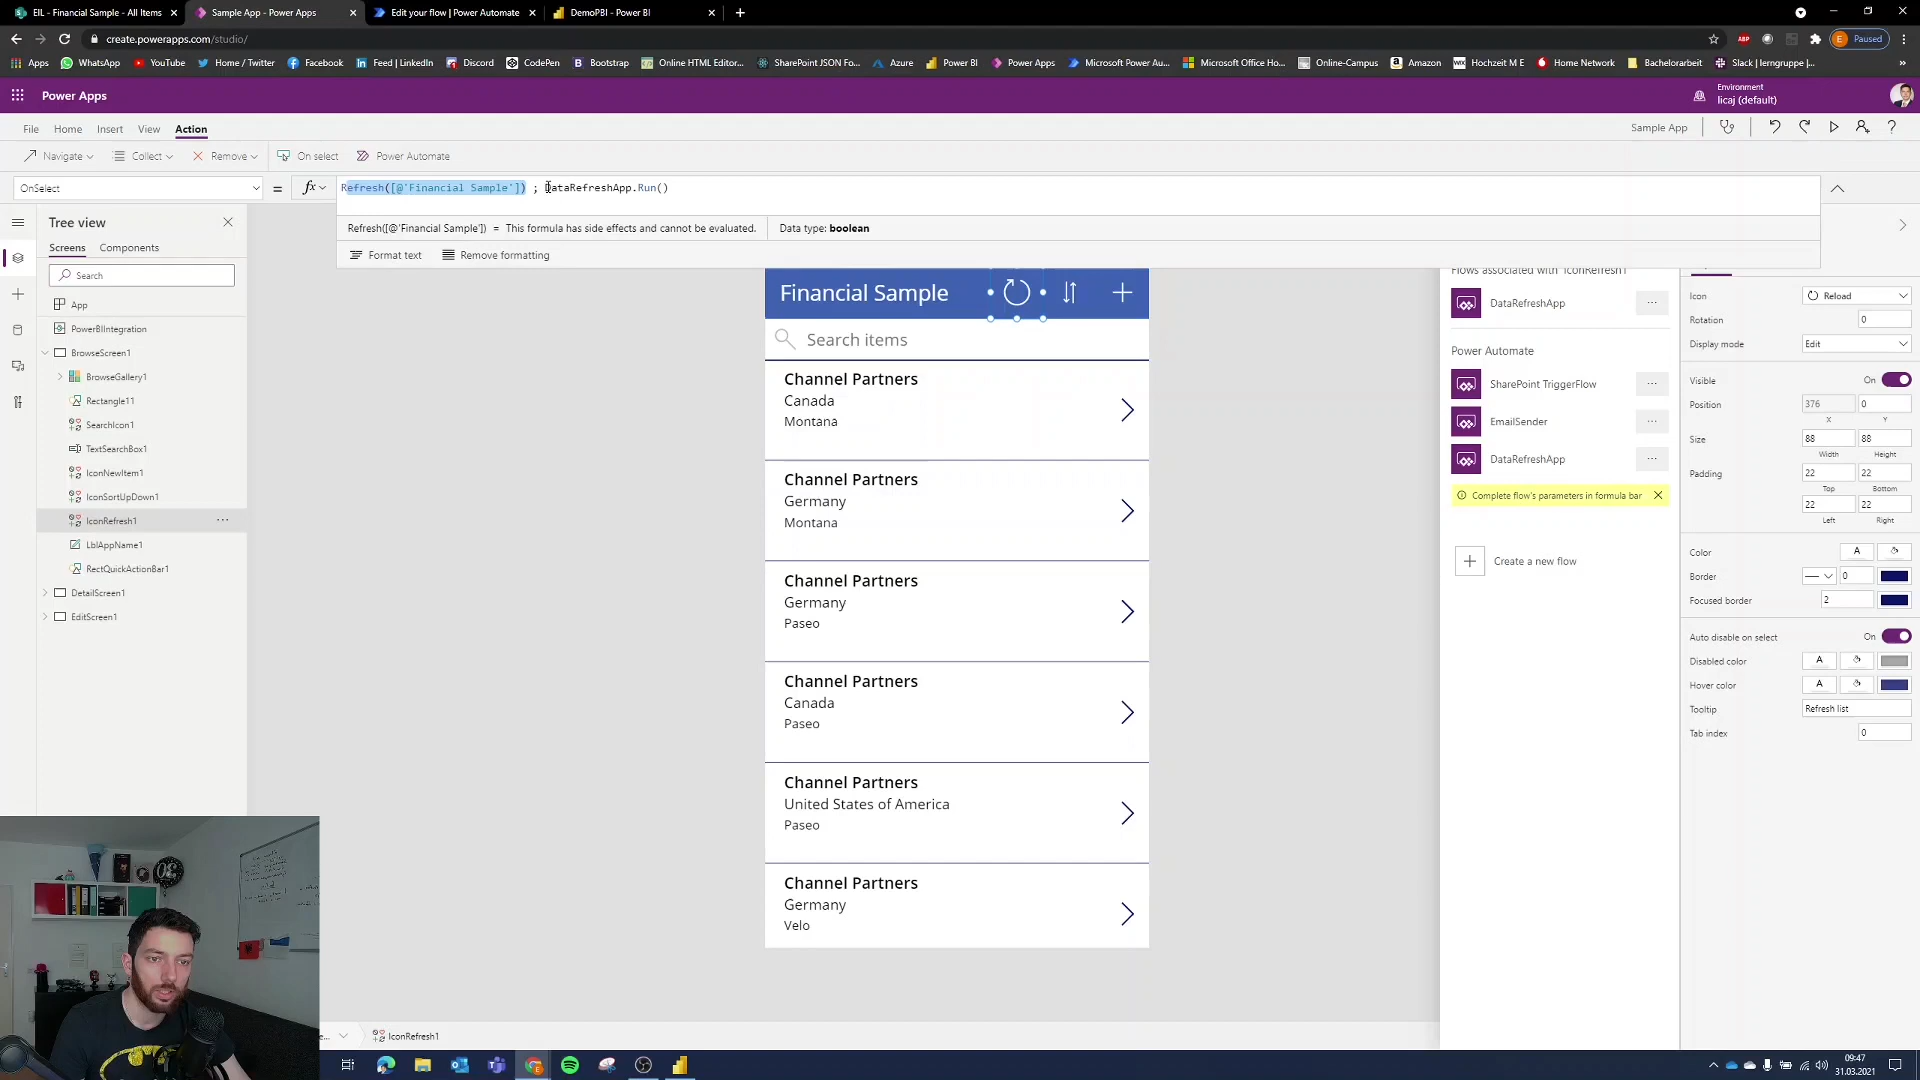 EIL - Financial Sample - All Items
Sample App - Power Apps
Edit your flow | Power Automate
DemoPBI - Power BI
create.powerapps.com/studio/
ABP
E Paused
Apps WhatsApp YouTube Home / Twitter Facebook Feed | LinkedIn Discord CodePen Bootstrap Online HTML Editor... SharePoint JSON Fo... Azure Power BI Power Apps Microsoft Power Au... Microsoft Office Ho... Online-Campus Amazon WIX Hochzeit M E Home Network Bachelorarbeit Slack | lerngruppe |... »
Power Apps
Environment
licaj (default)
File Home Insert View Action
Sample App
Navigate Collect Remove On select Power Automate
OnSelect
= fx
Refresh([@'Financial Sample']) ; DataRefreshApp.Run()
Refresh([@'Financial Sample']) = This formula has side effects and cannot be evaluated.
Data type: boolean
Format text Remove formatting
Tree view
Screens Components
Search
App
PowerBIIntegration
BrowseScreen1
BrowseGallery1
Rectangle11
SearchIcon1
TextSearchBox1
IconNewItem1
IconSortUpDown1
IconRefresh1
...
LblAppName1
RectQuickActionBar1
DetailScreen1
EditScreen1
Financial Sample
Search items
Channel Partners
Canada
Montana
Channel Partners
Germany
Montana
Channel Partners
Germany
Paseo
Channel Partners
Canada
Paseo
Channel Partners
United States of America
Paseo
Channel Partners
Germany
Velo
Flows associated with 'IconRefresh1'
DataRefreshApp
Power Automate
SharePoint TriggerFlow
EmailSender
DataRefreshApp
Complete flow's parameters in formula bar
Create a new flow
Icon Reload
Rotation 0
Display mode Edit
Visible On
Position 376 0
X Y
Size 88 88
Width Height
Padding 22 22
Top Bottom
22 22
Left Right
Color A
Border 0
Focused border 2
Auto disable on select On
Disabled color A
Hover color A
Tooltip Refresh list
Tab index 0
30
e...
IconRefresh1
09:47
31.03.2021